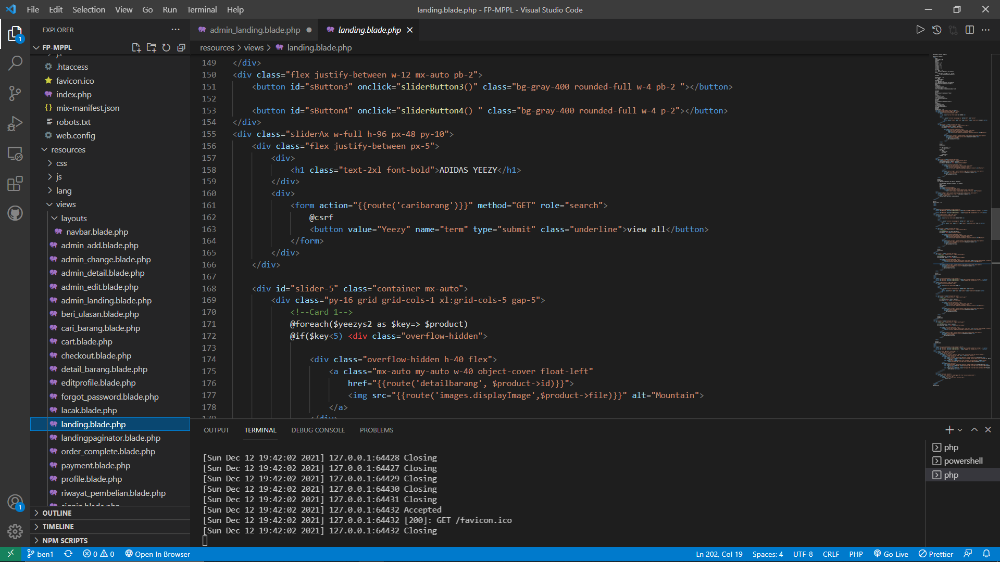 File Edit Selection View Go Run Terminal Help
landing.blade.php - FP-MPPL - Visual Studio Code
EXPLORER
FP-MPPL
js
.htaccess
favicon.ico
index.php
mix-manifest.json
robots.txt
web.config
resources
css
js
lang
views
layouts
navbar.blade.php
admin_add.blade.php
admin_change.blade.php
admin_detail.blade.php
admin_edit.blade.php
admin_landing.blade.php
beri_ulasan.blade.php
cari_barang.blade.php
cart.blade.php
checkout.blade.php
detail_barang.blade.php
editprofile.blade.php
forgot_password.blade.php
lacak.blade.php
landing.blade.php
landingpaginator.blade.php
order_complete.blade.php
payment.blade.php
profile.blade.php
riwayat_pembelian.blade.php
OUTLINE
TIMELINE
NPM SCRIPTS
admin_landing.blade.php landing.blade.php
resources > views > landing.blade.php
149 </div>
150 <div class="flex justify-between w-12 mx-auto pb-2">
151 <button id="sButton3" onclick="sliderButton3()" class="bg-gray-400 rounded-full w-4 pb-2 "></button>
152
153 <button id="sButton4" onclick="sliderButton4() " class="bg-gray-400 rounded-full w-4 p-2"></button>
154 </div>
155 <div class="sliderAx w-full h-96 px-48 py-10">
156 <div class="flex justify-between px-5">
157 <div>
158 <h1 class="text-2xl font-bold">ADIDAS YEEZY</h1>
159 </div>
160 <div>
161 <form action="{{route('caribarang')}}" method="GET" role="search">
162 @csrf
163 <button value="Yeezy" name="term" type="submit" class="underline">view all</button>
164 </form>
165 </div>
166 </div>
167
168 <div id="slider-5" class="container mx-auto">
169 <div class="py-16 grid grid-cols-1 xl:grid-cols-5 gap-5">
170 <!--Card 1-->
171 @foreach($yeezys2 as $key=> $product)
172 @if($key<5) <div class="overflow-hidden">
173
174 <div class="overflow-hidden h-40 flex">
175 <a class="mx-auto my-auto w-40 object-cover float-left"
176 href="{{route('detailbarang', $product->id)}}">
177 <img src="{{route('images.displayImage',$product->file)}}" alt="Mountain">
178 </a>
179 </div>
OUTPUT TERMINAL DEBUG CONSOLE PROBLEMS
[Sun Dec 12 19:42:02 2021] 127.0.0.1:64428 Closing
[Sun Dec 12 19:42:02 2021] 127.0.0.1:64427 Closing
[Sun Dec 12 19:42:02 2021] 127.0.0.1:64429 Closing
[Sun Dec 12 19:42:02 2021] 127.0.0.1:64430 Closing
[Sun Dec 12 19:42:02 2021] 127.0.0.1:64431 Closing
[Sun Dec 12 19:42:02 2021] 127.0.0.1:64432 Accepted
[Sun Dec 12 19:42:02 2021] 127.0.0.1:64432 [200]: GET /favicon.ico
[Sun Dec 12 19:42:02 2021] 127.0.0.1:64432 Closing
php
powershell
php
1
1
ben1 0 0 Open In Browser
Ln 202, Col 19 Spaces: 4 UTF-8 CRLF PHP Go Live Prettier